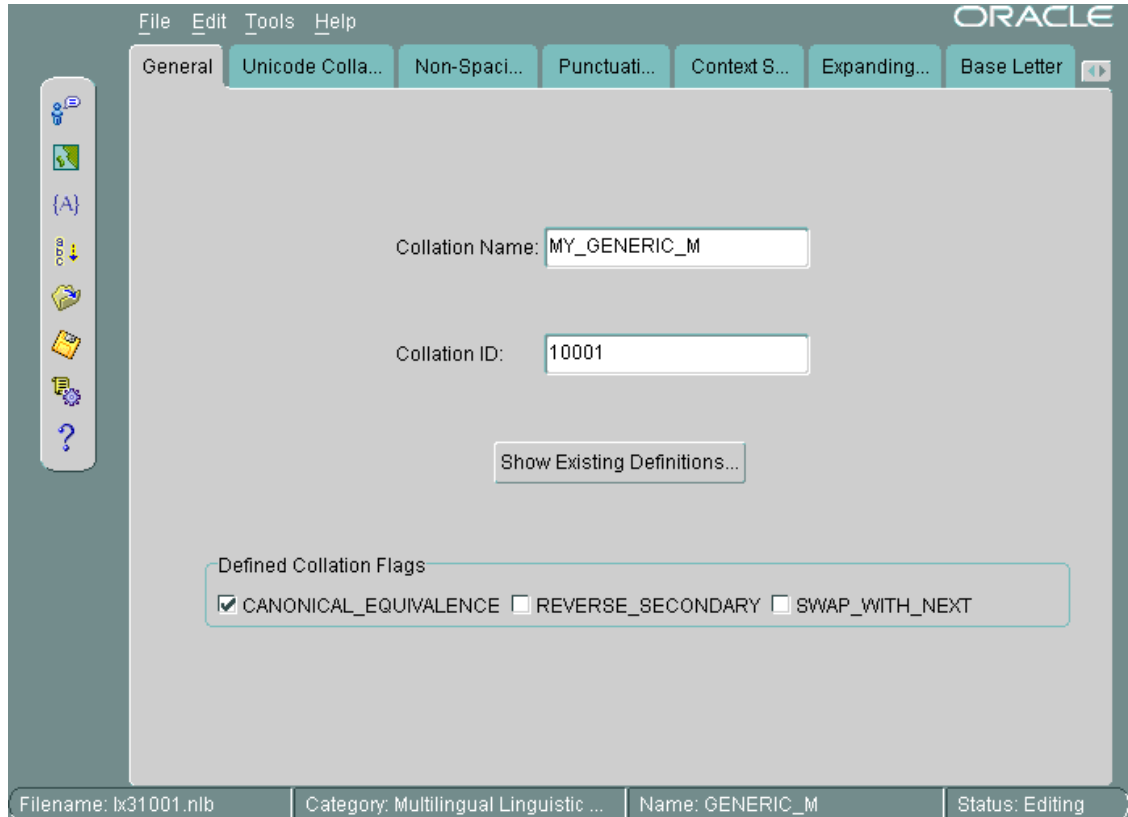 File Edit Tools Help
ORACLE
General Unicode Colla... Non-Spaci... Punctuati... Context S... Expanding... Base Letter
{A}
a
b
c
?
Collation Name: MY_GENERIC_M
Collation ID: 10001
Show Existing Definitions...
Defined Collation Flags
CANONICAL_EQUIVALENCE REVERSE_SECONDARY SWAP_WITH_NEXT
Filename: lx31001.nlb Category: Multilingual Linguistic ... Name: GENERIC_M Status: Editing